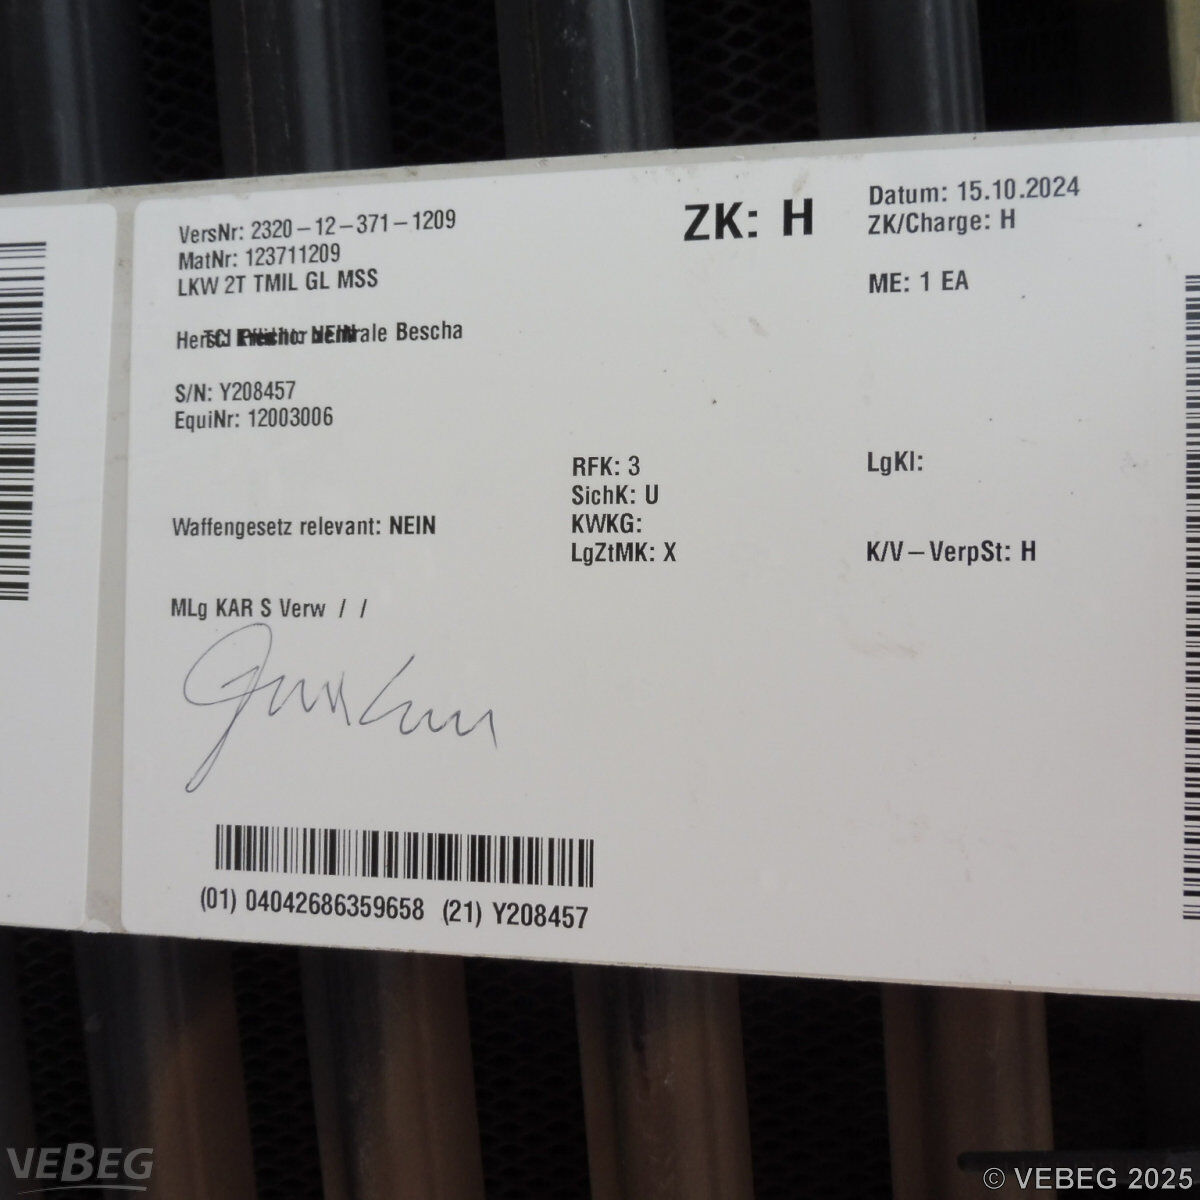 VersNr: 2320-12-371-1209
MatNr: 123711209
LKW 2T TMIL GL MSS
ZK: H
Datum: 15.10.2024
ZK/Charge: H
ME: 1 EA
NEIN Bescha
S/N: Y208457
EquiNr: 12003006
RFK: 3
SichK: U
KWKG:
LgZtMK: X
LgKl:
K/V-VerpSt: H
Waffengesetz relevant: NEIN
MLg KAR S Verw / /
(01) 04042686359658 (21) Y208457
VEBEG
© VEBEG 2025